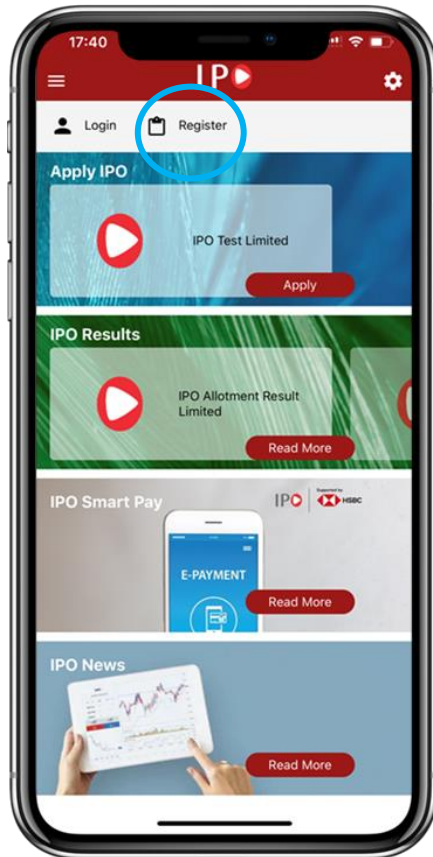 17:40
IPO
Login
Register
Apply IPO
IPO Test Limited
Apply
IPO Results
IPO Allotment Result
Limited
Read More
IPO Smart Pay
IPO
Supported by
HSBC
E-PAYMENT
Read More
IPO News
Read More